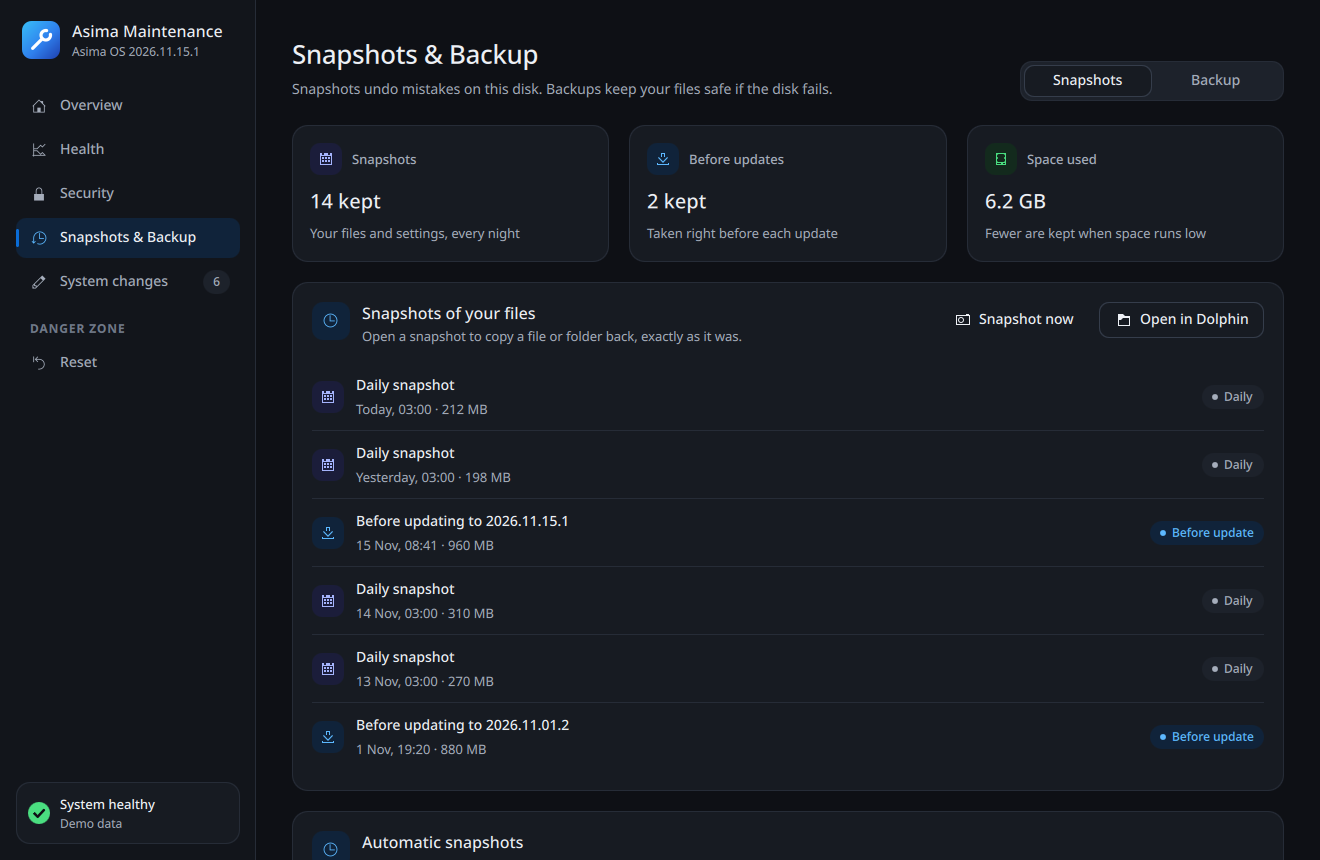 Asima Maintenance
Asima OS 2026.11.15.1
Overview
Health
Security
Snapshots & Backup
System changes 6
DANGER ZONE
Reset
System healthy
Demo data
Snapshots & Backup
Snapshots undo mistakes on this disk. Backups keep your files safe if the disk fails.
Snapshots Backup
Snapshots
14 kept
Your files and settings, every night
Before updates
2 kept
Taken right before each update
Space used
6.2 GB
Fewer are kept when space runs low
Snapshots of your files
Open a snapshot to copy a file or folder back, exactly as it was.
Snapshot now Open in Dolphin
Daily snapshot
Today, 03:00 · 212 MB
Daily
Daily snapshot
Yesterday, 03:00 · 198 MB
Daily
Before updating to 2026.11.15.1
15 Nov, 08:41 · 960 MB
Before update
Daily snapshot
14 Nov, 03:00 · 310 MB
Daily
Daily snapshot
13 Nov, 03:00 · 270 MB
Daily
Before updating to 2026.11.01.2
1 Nov, 19:20 · 880 MB
Before update
Automatic snapshots